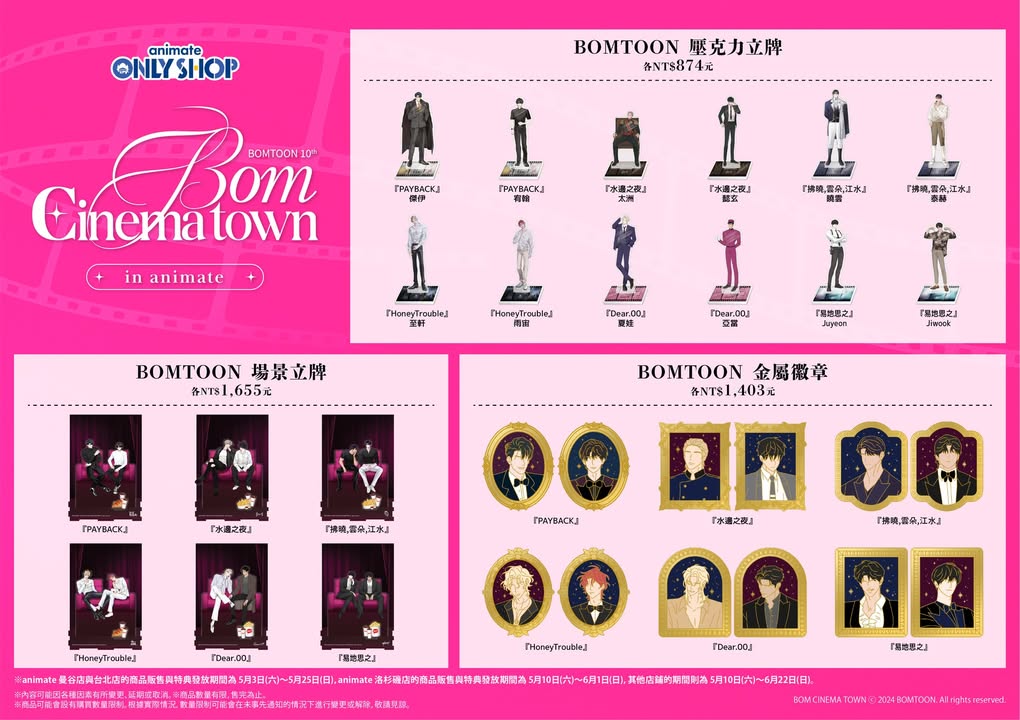 animate
ONLY SHOP
BOMTOON 10th
Bom
Cinema town
in animate
BOMTOON 壓克力立牌
各NT$874元
『PAYBACK』
傑伊
『PAYBACK』
宥翰
『水邊之夜』
太洲
『水邊之夜』
懿玄
『拂曉,雲朵,江水』
曉雲
『拂曉,雲朵,江水』
泰赫
『HoneyTrouble』
至軒
『HoneyTrouble』
雨宙
『Dear.00』
夏娃
『Dear.00』
亞當
『易地思之』
Juyeon
『易地思之』
Jiwook
BOMTOON 場景立牌
各NT$1,655元
『PAYBACK』
『水邊之夜』
『拂曉,雲朵,江水』
『HoneyTrouble』
『Dear.00』
『易地思之』
BOMTOON 金屬徽章
各NT$1,403元
『PAYBACK』
『水邊之夜』
『拂曉,雲朵,江水』
『HoneyTrouble』
『Dear.00』
『易地思之』
※animate 曼谷店與台北店的商品販售與特典發放期間為 5月3日(六)～5月25日(日), animate 洛杉磯店的商品販售與特典發放期間為 5月10日(六)～6月1日(日), 其他店鋪的期間則為 5月10日(六)～6月22日(日)。
※內容可能因各種因素有所變更、延期或取消。※商品數量有限, 售完為止。
※商品可能會設有購買數量限制。根據實際情況, 數量限制可能會在未事先通知的情況下進行變更或解除, 敬請見諒。
BOM CINEMA TOWN ⓒ 2024 BOMTOON. All rights reserved.